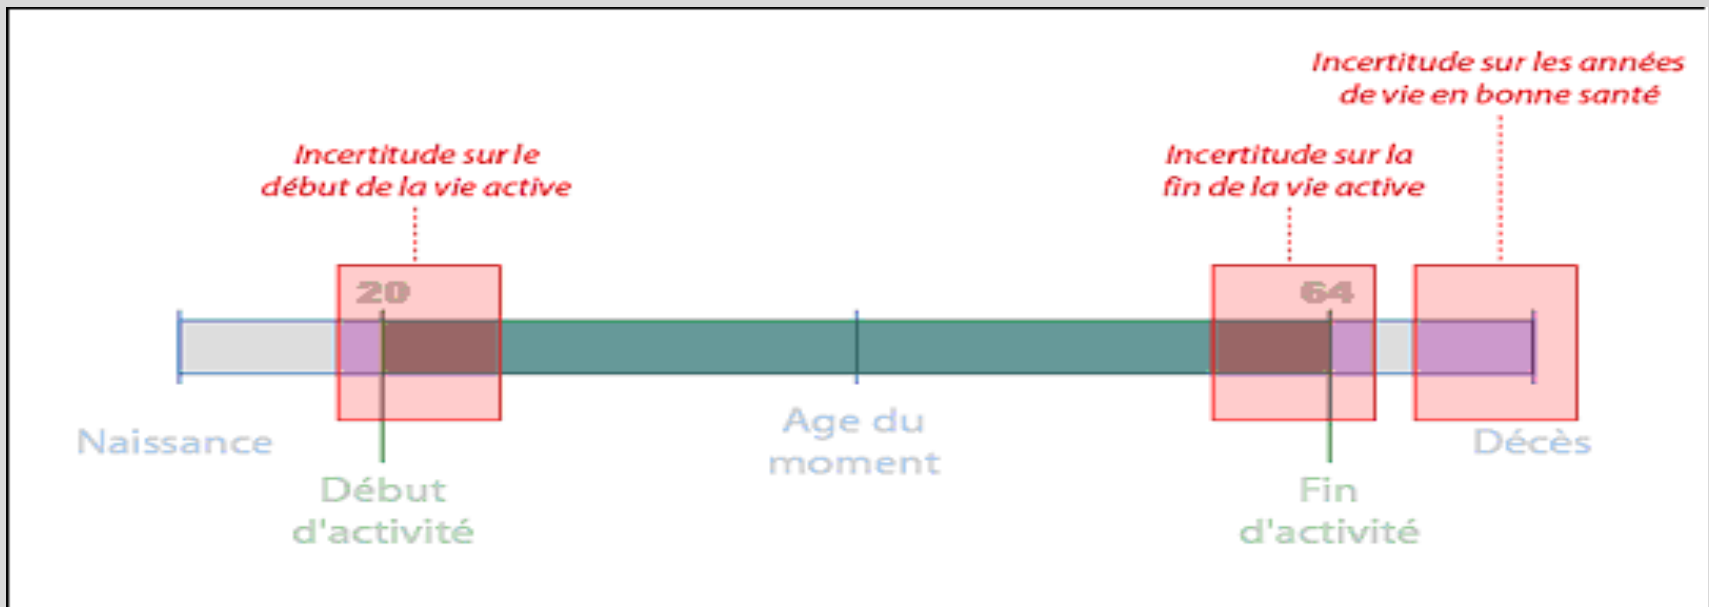 Incertitude sur les années
de vie en bonne santé
Incertitude sur le
début de la vie active
Incertitude sur la
fin de la vie active
20
64
Naissance
Age du
moment
Décès
Début
d'activité
Fin
d'activité